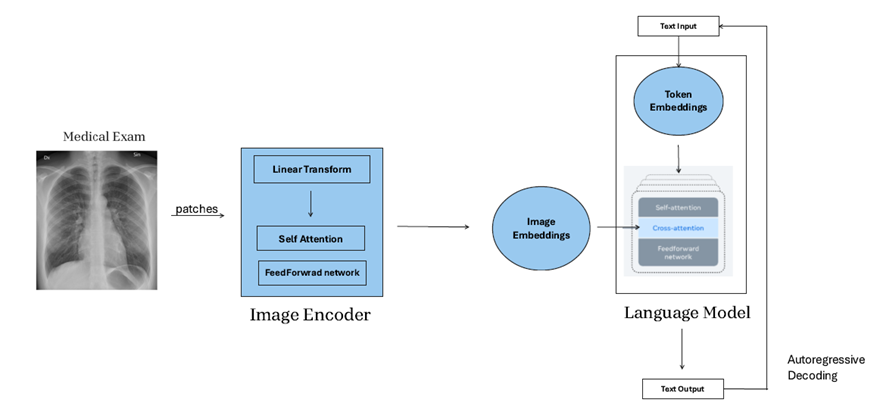 Text Input
Token
Embeddings
Medical Exam
Dx
Sin
patches
Linear Transform
Self Attention
FeedForwrad network
Image Encoder
Image
Embeddings
Self-attention
Cross-attention
Feedforward
network
Language Model
Text Output
Autoregressive
Decoding